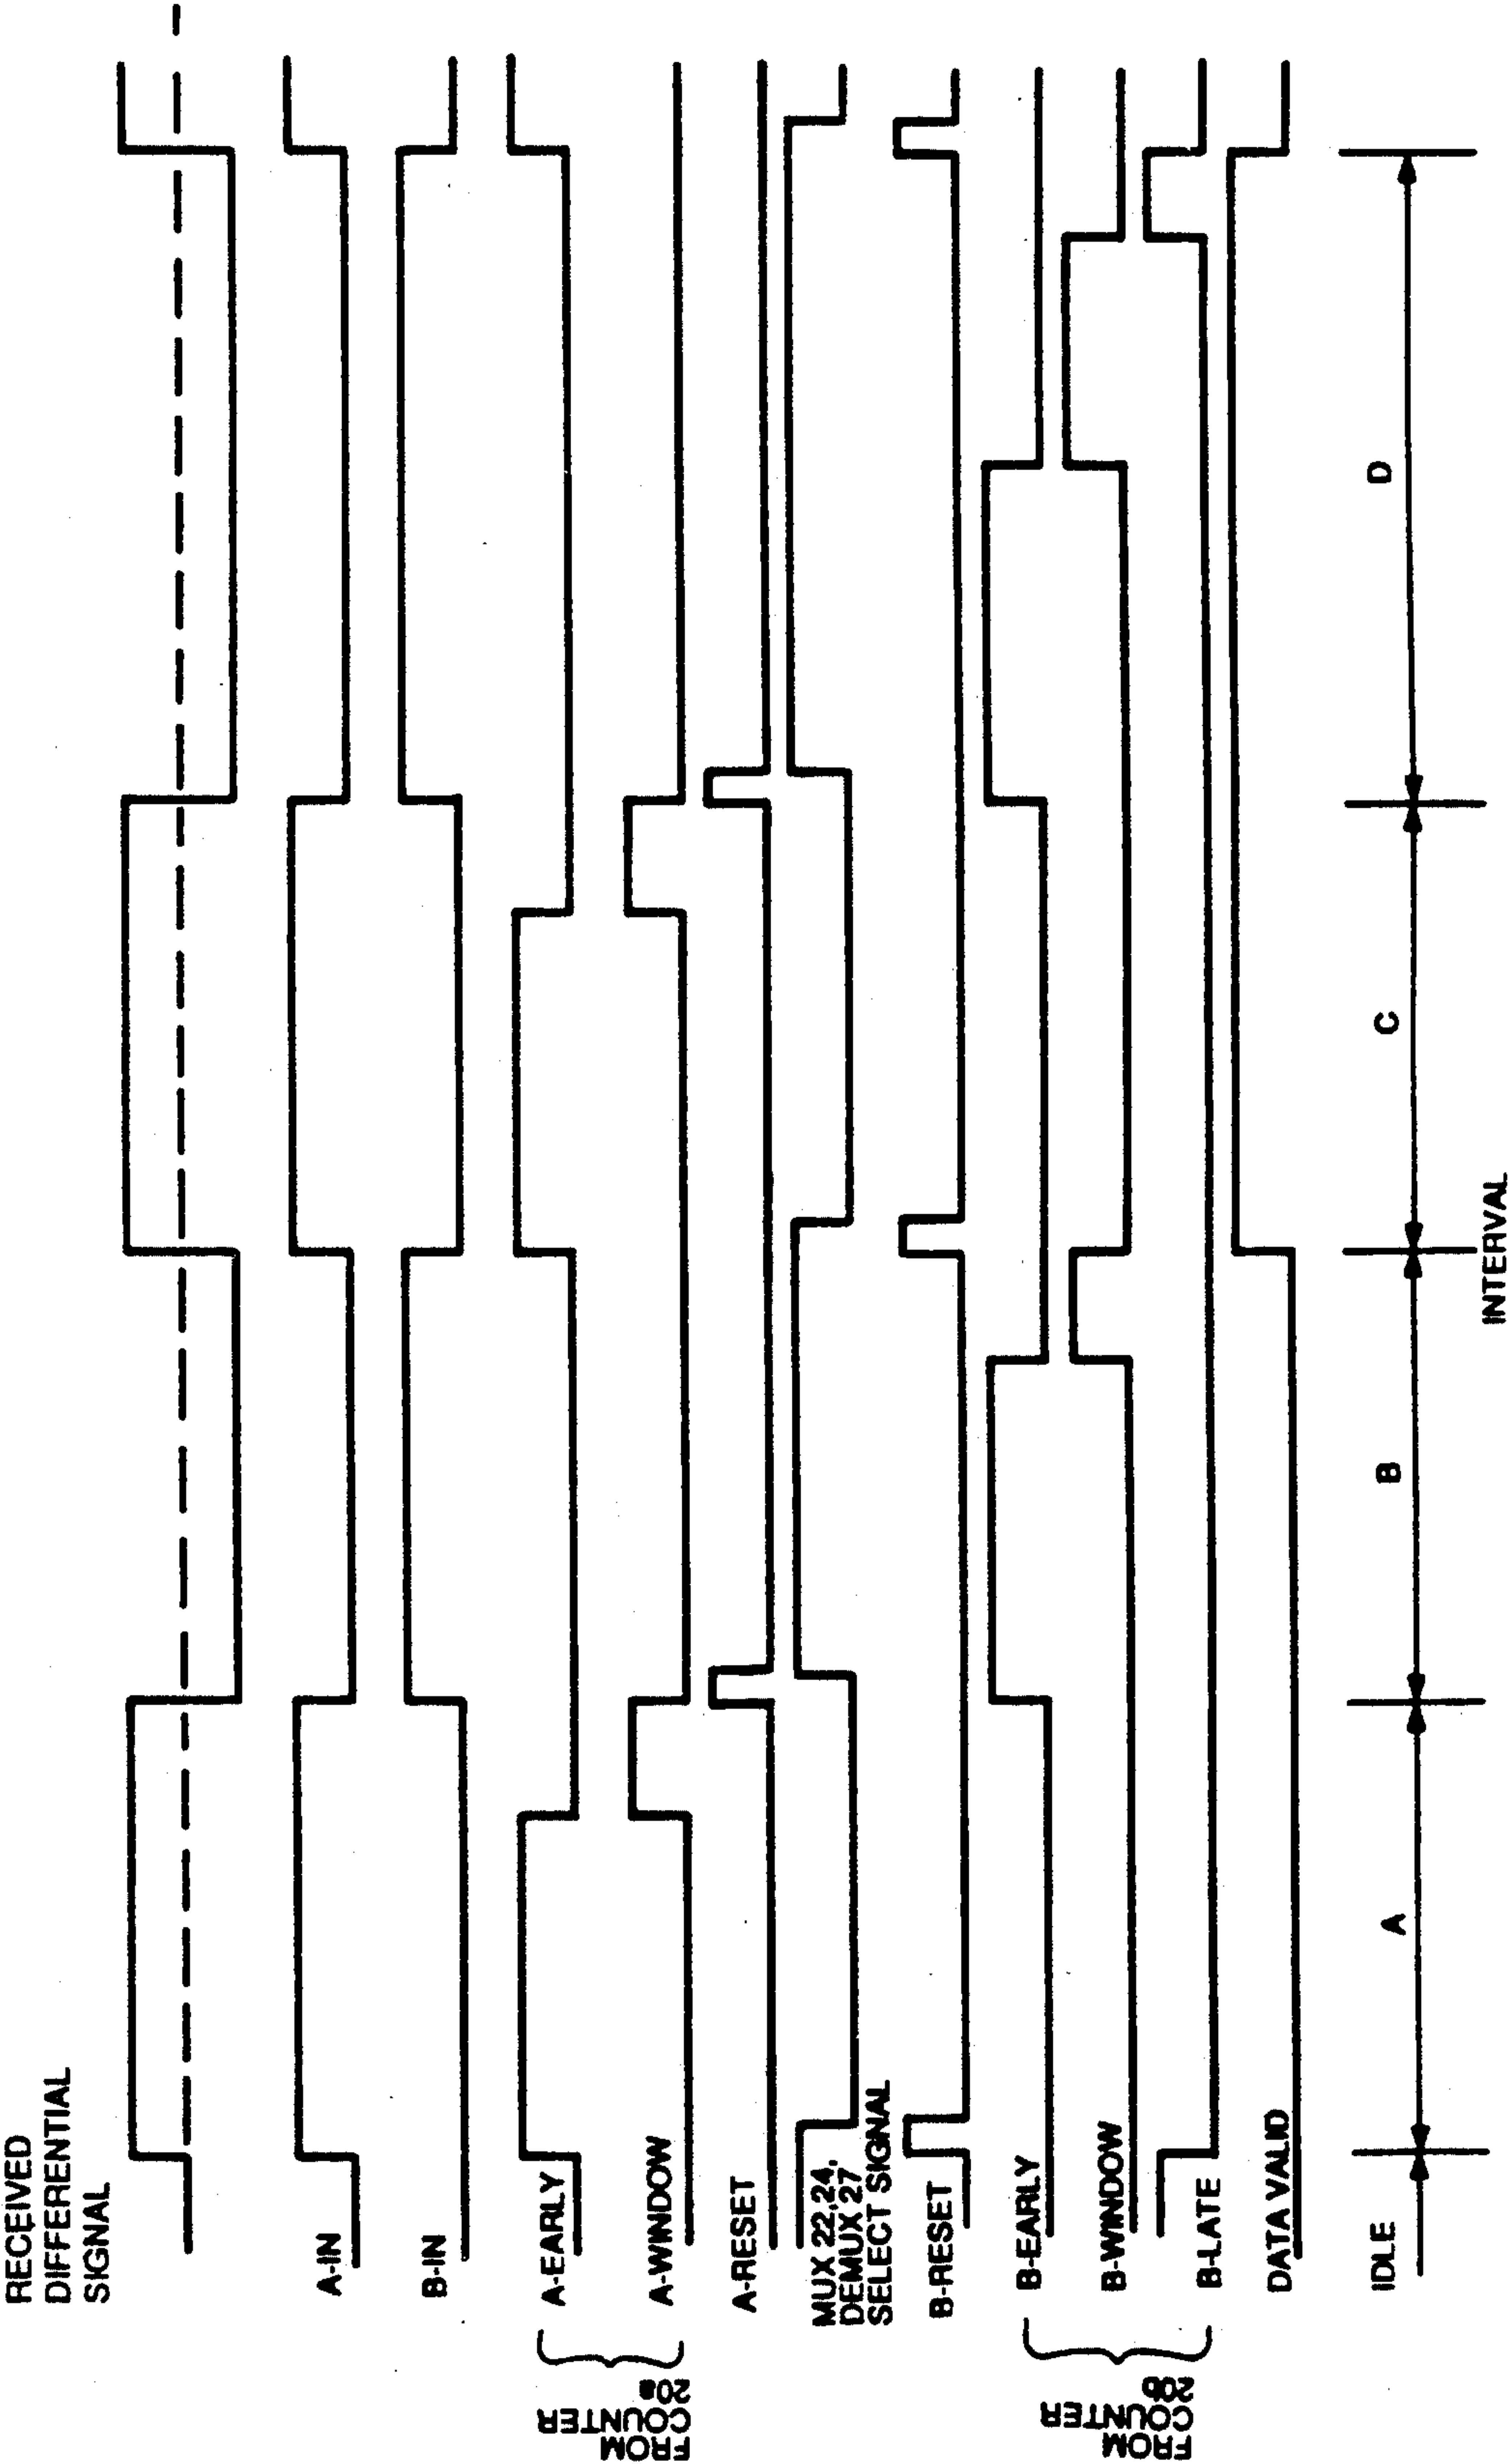 RECEIVED
DIFFERENTIAL
SIGNAL
A-IN
B-IN
FROM
COUNTER
20a
A-EARLY
A-WINDOW
A-RESET
MUX 22,24,
DEMUX 27
SELECT SIGNAL
B-RESET
FROM
COUNTER
20b
B-EARLY
B-WINDOW
B-LATE
DATA VALID
IDLE
A
B
C
D
INTERVAL